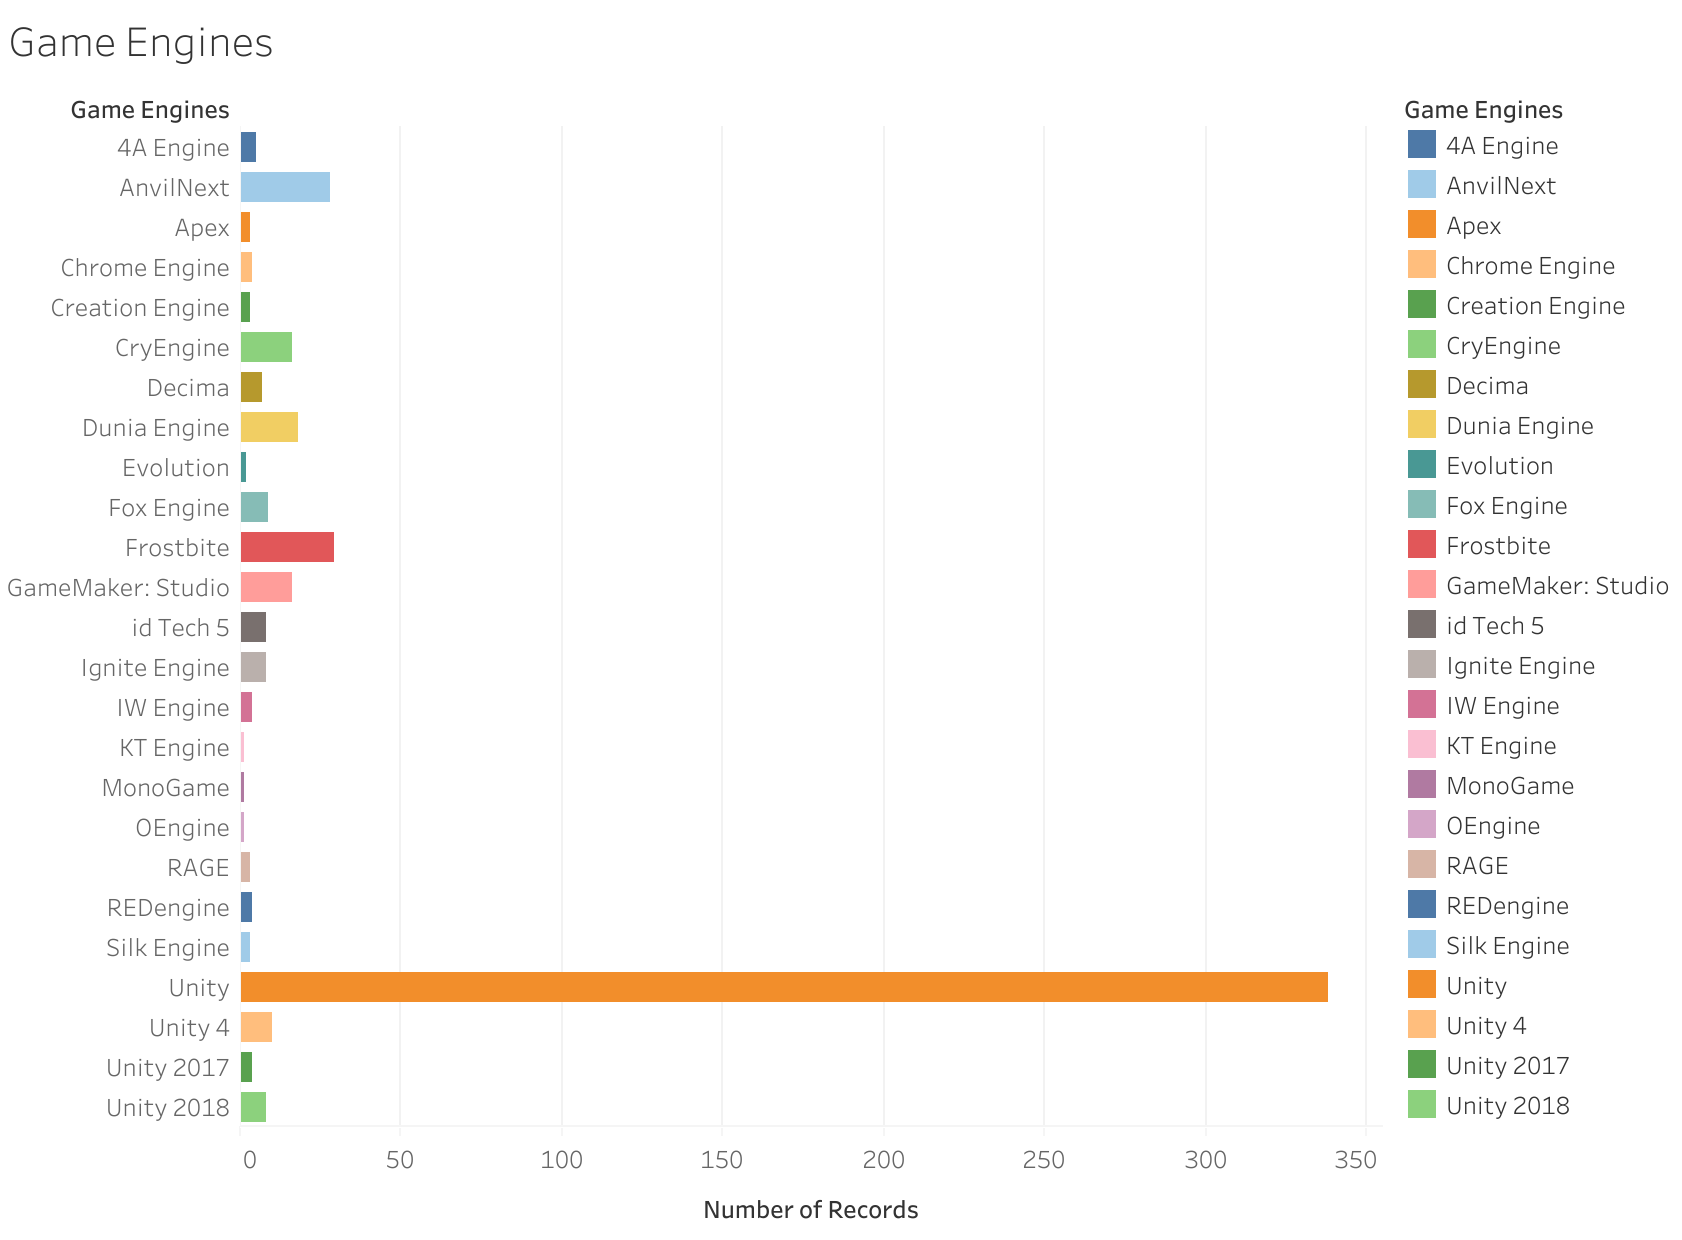 Game Engines
Game Engines
4A Engine
AnvilNext
Apex
Chrome Engine
Creation Engine
CryEngine
Decima
Dunia Engine
Evolution
Fox Engine
Frostbite
GameMaker: Studio
id Tech 5
Ignite Engine
IW Engine
KT Engine
MonoGame
OEngine
RAGE
REDengine
Silk Engine
Unity
Unity 4
Unity 2017
Unity 2018
0 50 100 150 200 250 300 350
Number of Records
Game Engines
4A Engine
AnvilNext
Apex
Chrome Engine
Creation Engine
CryEngine
Decima
Dunia Engine
Evolution
Fox Engine
Frostbite
GameMaker: Studio
id Tech 5
Ignite Engine
IW Engine
KT Engine
MonoGame
OEngine
RAGE
REDengine
Silk Engine
Unity
Unity 4
Unity 2017
Unity 2018